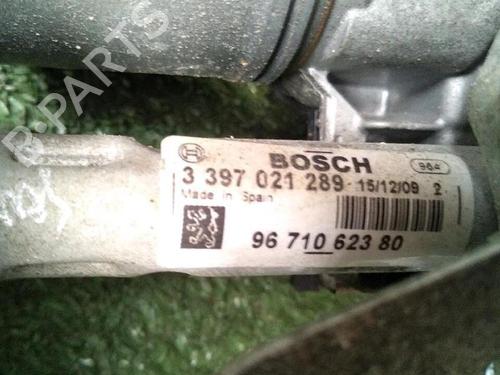 B-PARTS
BOSCH 964
3 397 021 289 - 15/12/09 2
Made in Spain
96 710 623 80